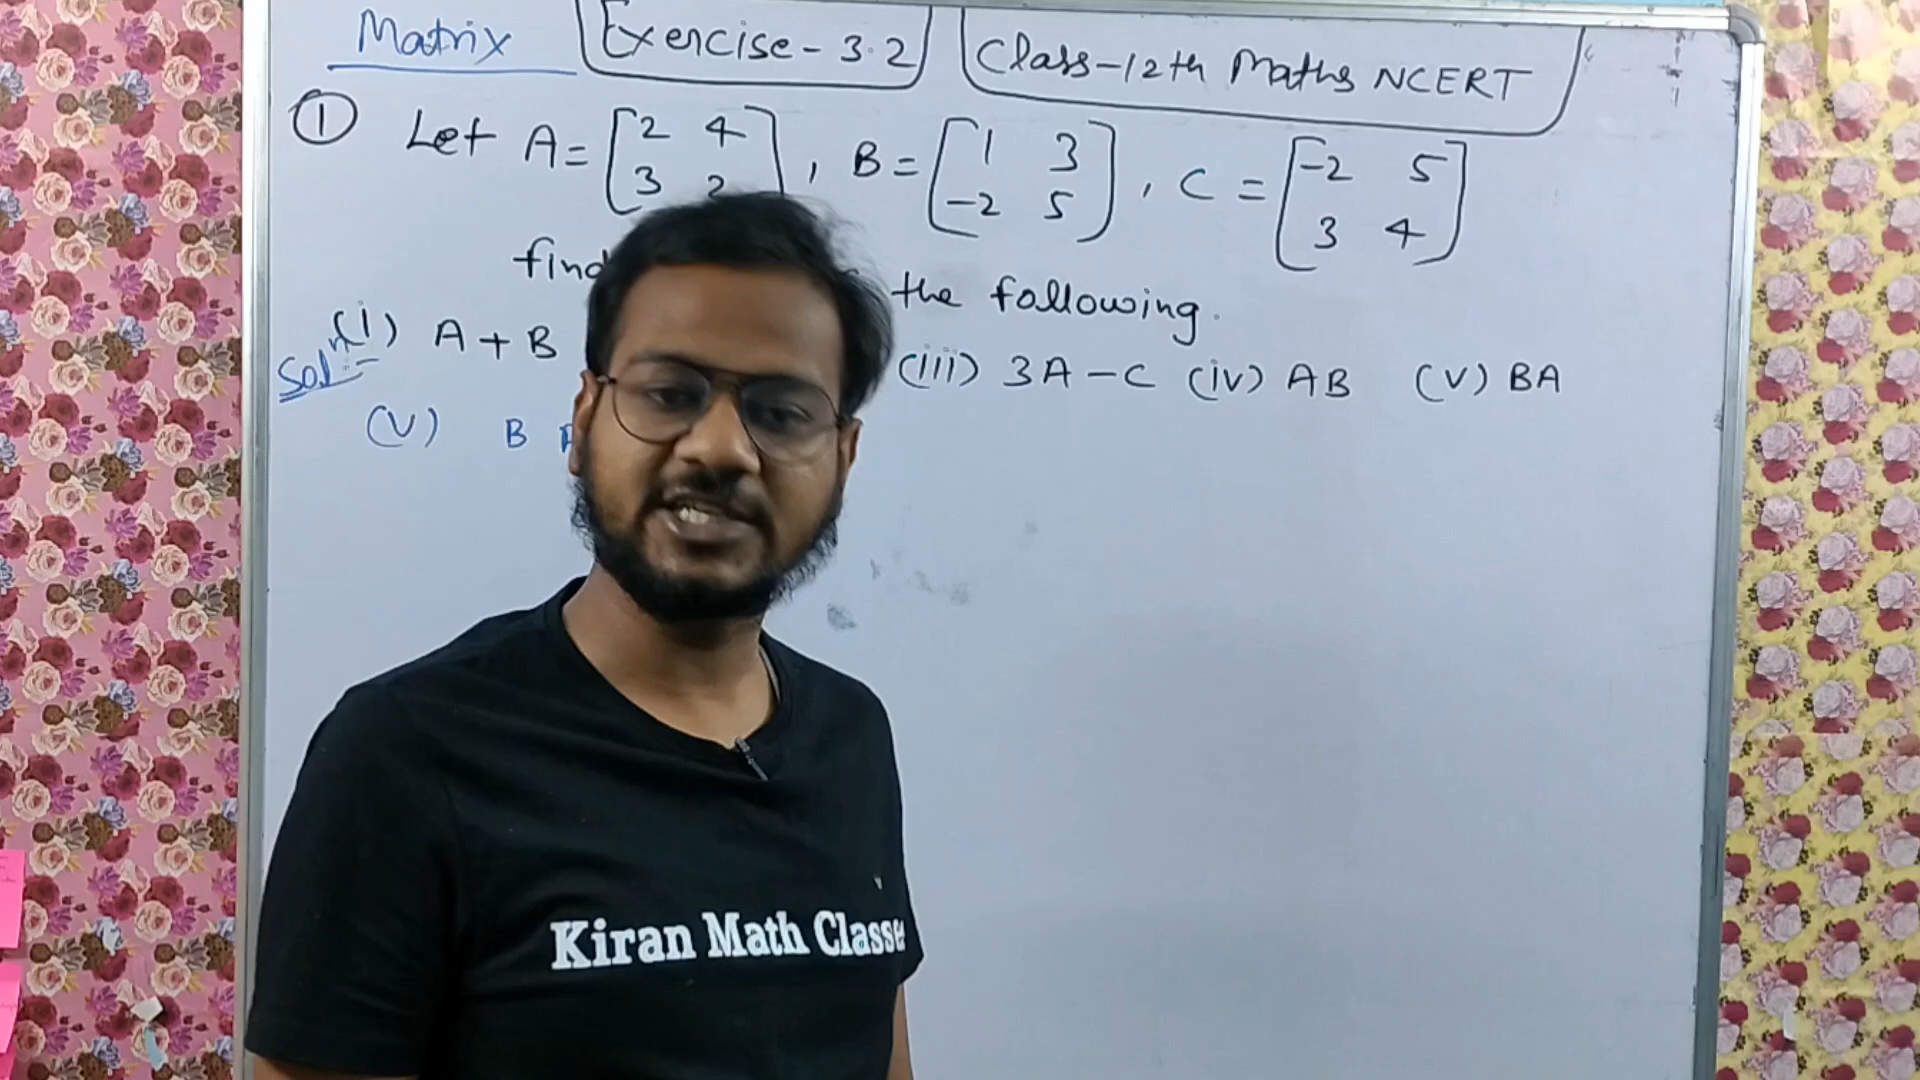 Matrix Exercise-3.2 Class-12th Maths NCERT
① Let A = [2 4 3 2], B = [1 3 -2 5], C = [-2 5 3 4]
find the following.
Solⁿ:- (i) A+B (iii) 3A-C (iv) AB (v) BA
(v) B
Kiran Math Classe